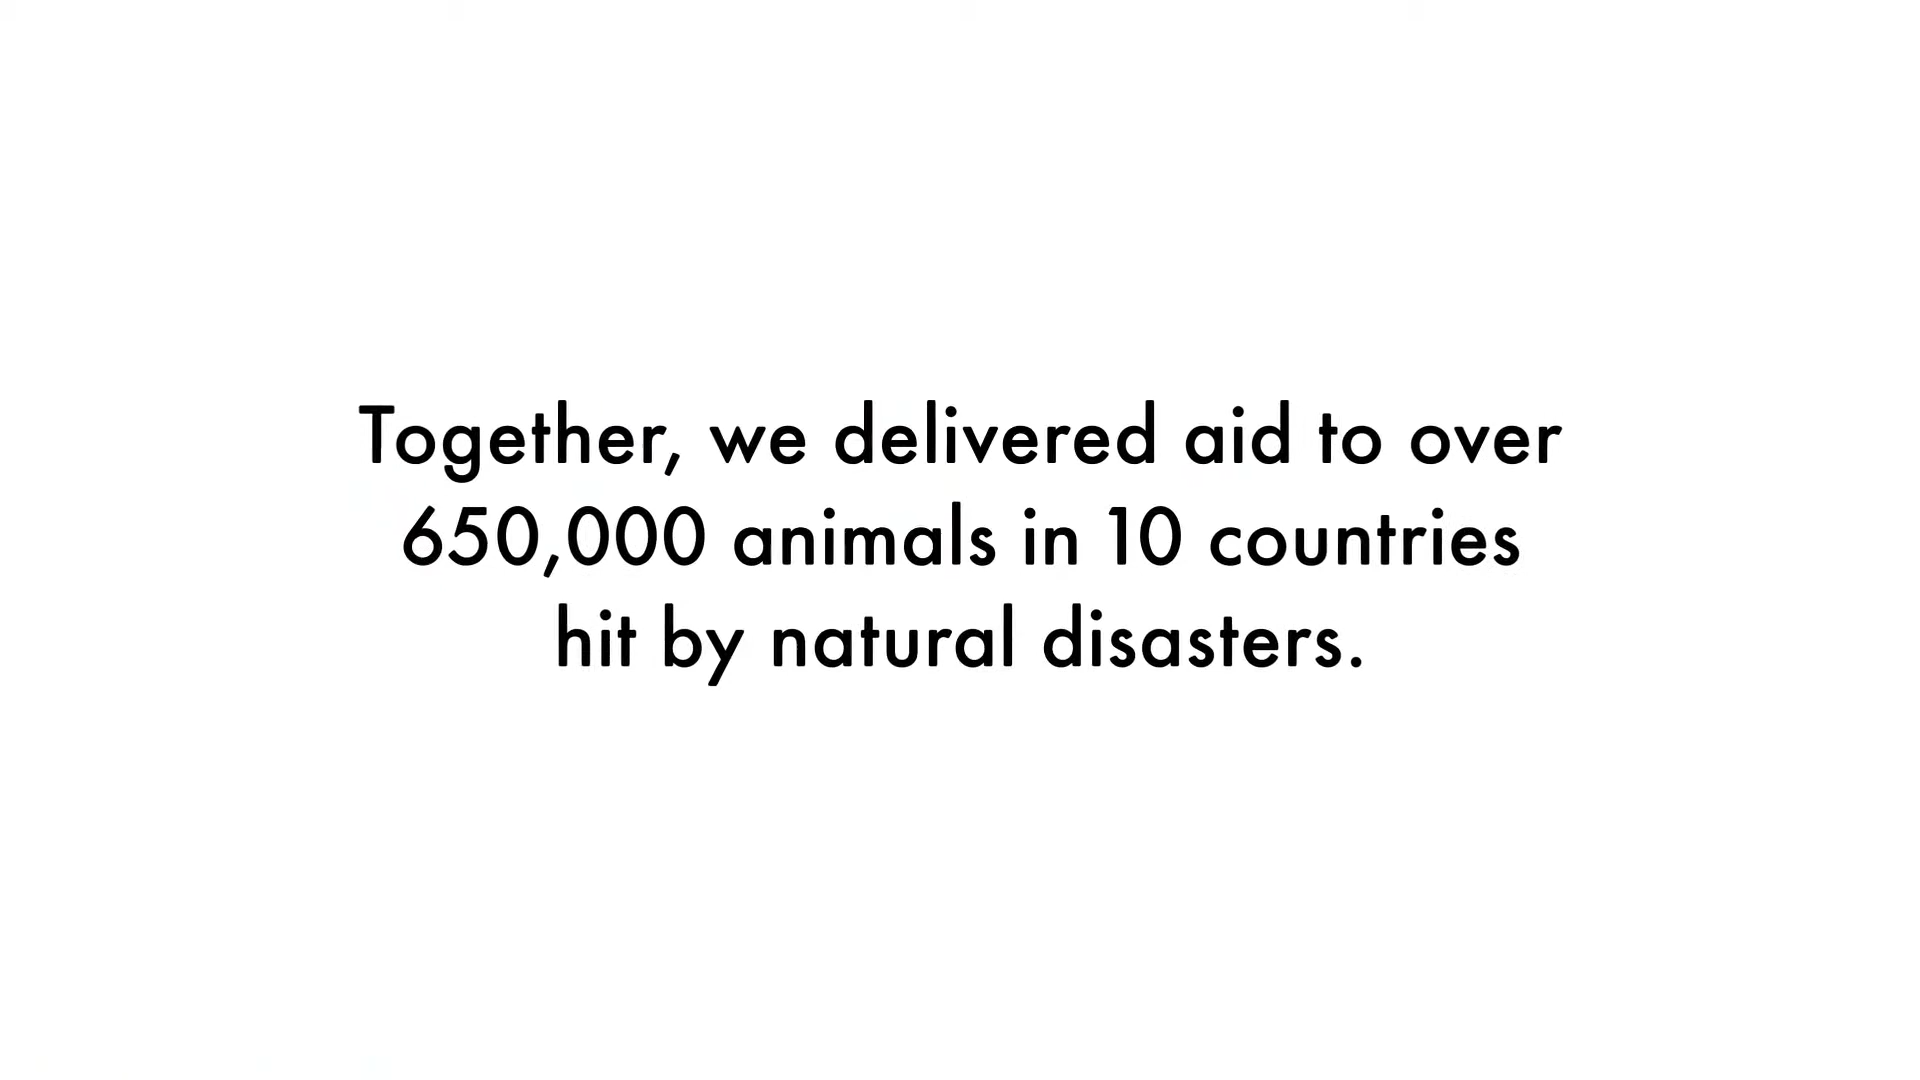 Together, we delivered aid to over
650,000 animals in 10 countries
hit by natural disasters.